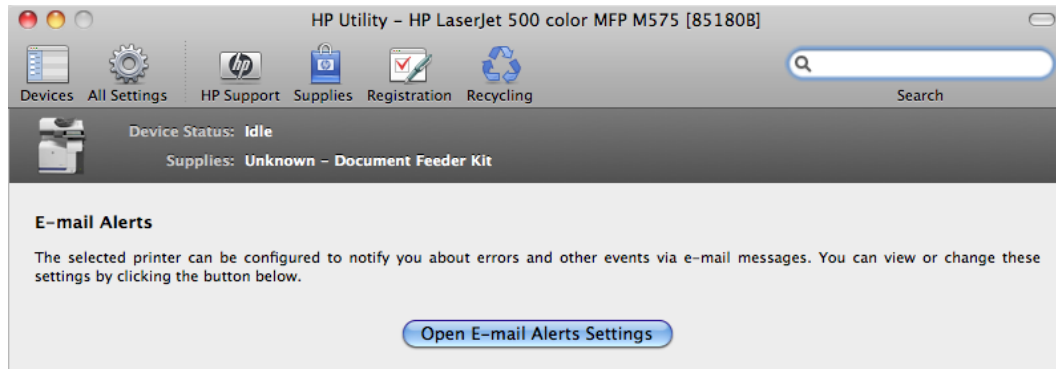 HP Utility – HP LaserJet 500 color MFP M575 [85180B]
Devices All Settings HP Support Supplies Registration Recycling Search
Device Status: Idle
Supplies: Unknown – Document Feeder Kit
E-mail Alerts
The selected printer can be configured to notify you about errors and other events via e-mail messages. You can view or change these
settings by clicking the button below.
Open E-mail Alerts Settings